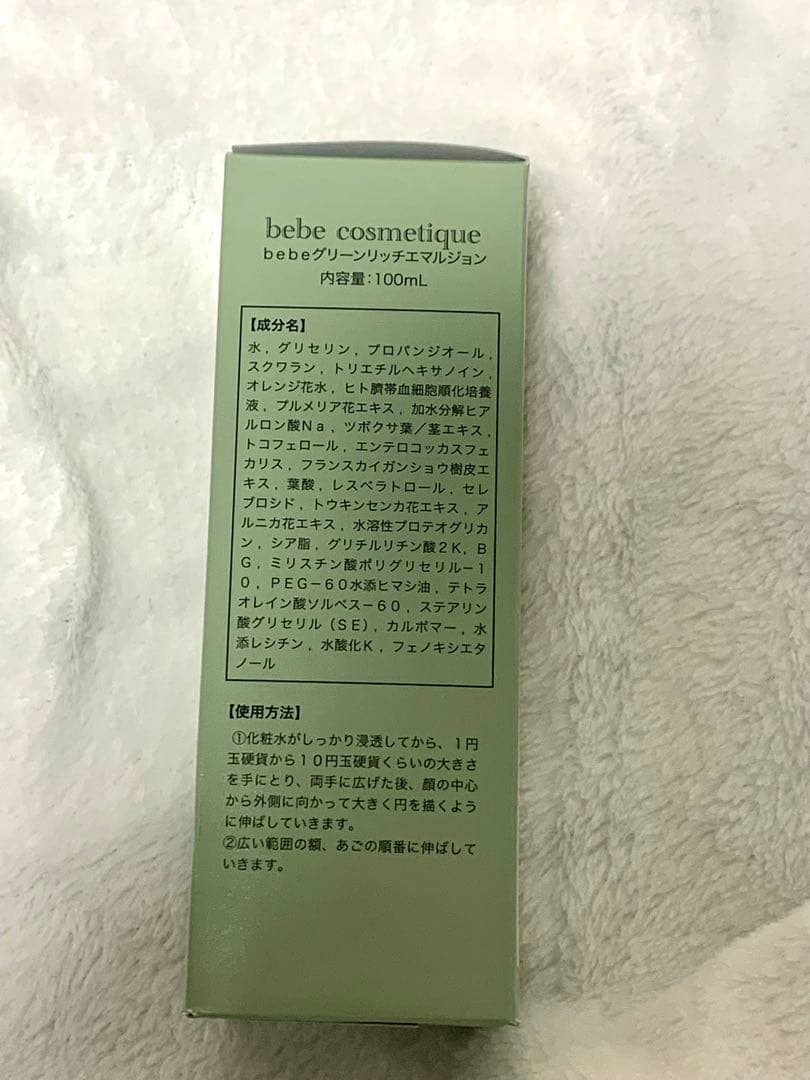 bebe cosmetique
bebeグリーンリッチエマルジョン
内容量:100mL
【成分名】
水, グリセリン, プロパンジオール,
スクワラン, トリエチルヘキサノイン,
オレンジ花水, ヒト臍帯血細胞順化培養
液, プルメリア花エキス, 加水分解ヒア
ルロン酸Na, ツボクサ葉/茎エキス,
トコフェロール, エンテロコッカスフェ
カリス, フランスカイガンショウ樹皮エ
キス, 葉酸, レスベラトロール, セレ
ブロシド, トウキンセンカ花エキス, ア
ルニカ花エキス, 水溶性プロテオグリカ
ン, シア脂, グリチルリチン酸2K, B
G, ミリスチン酸ポリグリセリル-1
0, PEG-60水添ヒマシ油, テトラ
オレイン酸ソルベス-60, ステアリン
酸グリセリル(SE), カルボマー, 水
添レシチン, 水酸化K, フェノキシエタ
ノール
【使用方法】
①化粧水がしっかり浸透してから、1円
玉硬貨から10円玉硬貨くらいの大きさ
を手にとり、両手に広げた後、顔の中心
から外側に向かって大きく円を描くよう
に伸ばしていきます。
②広い範囲の額、あごの順番に伸ばして
いきます。